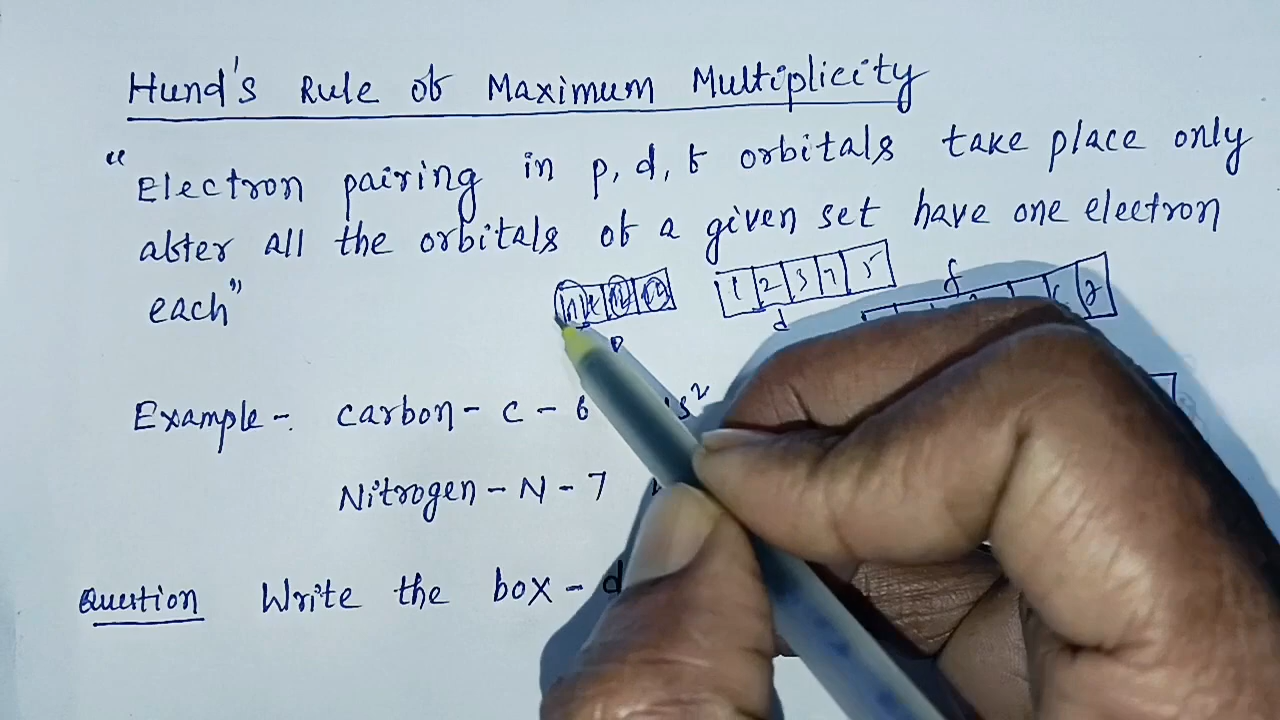 Hund's Rule of Maximum Multiplicity
"Electron pairing in p, d, f orbitals take place only
after all the orbitals of a given set have one electron
each"
1 2 3 4 5
p d f
Example - Carbon - C - 6 1s²
Nitrogen - N - 7
Question Write the box - d